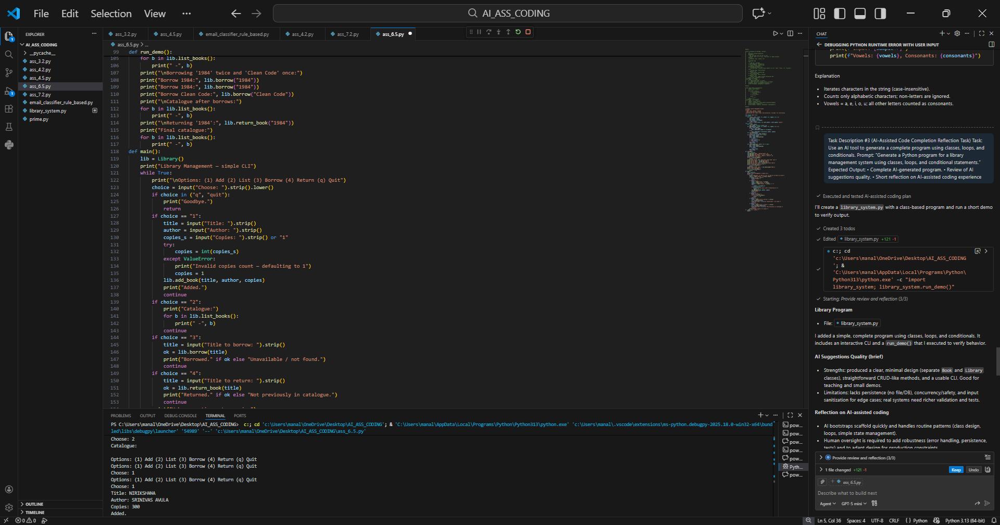 File Edit Selection View ··· AI_ASS_CODING
EXPLORER ···
AI_ASS_CODING
__pycache__
ass_3.2.py
ass_4.2.py
ass_4.5.py
ass_6.5.py
ass_7.2.py
email_classifier_rule_based.py
library_system.py
prime.py
OUTLINE
TIMELINE
ass_3.2.py ass_4.5.py email_classifier_rule_based.py ass_4.2.py ass_7.2.py ass_6.5.py
ass_6.5.py > ...
99 def run_demo():
105 for b in lib.list_books():
106 print(" -", b)
107 print("\nBorrowing '1984' twice and 'Clean Code' once:")
108 print("Borrow 1984:", lib.borrow("1984"))
109 print("Borrow 1984:", lib.borrow("1984"))
110 print("Borrow Clean Code:", lib.borrow("Clean Code"))
111 print("\nCatalogue after borrows:")
112 for b in lib.list_books():
113 print(" -", b)
114 print("\nReturning '1984':", lib.return_book("1984"))
115 print("Final catalogue:")
116 for b in lib.list_books():
117 print(" -", b)
118 def main():
119 lib = Library()
120 print("Library Management — simple CLI")
121 while True:
122 print("\nOptions: (1) Add (2) List (3) Borrow (4) Return (q) Quit")
123 choice = input("Choose: ").strip().lower()
124 if choice in ("q", "quit"):
125 print("Goodbye.")
126 return
127 if choice == "1":
128 title = input("Title: ").strip()
129 author = input("Author: ").strip()
130 copies_s = input("Copies: ").strip() or "1"
131 try:
132 copies = int(copies_s)
133 except ValueError:
134 print("Invalid copies count — defaulting to 1")
135 copies = 1
136 lib.add_book(title, author, copies)
137 print("Added.")
138 continue
139 if choice == "2":
140 print("Catalogue:")
141 for b in lib.list_books():
142 print(" -", b)
143 continue
144 if choice == "3":
145 title = input("Title to borrow: ").strip()
146 ok = lib.borrow(title)
147 print("Borrowed." if ok else "Unavailable / not found.")
148 continue
149 if choice == "4":
150 title = input("Title to return: ").strip()
151 ok = lib.return_book(title)
152 print("Returned." if ok else "Not previously in catalogue.")
153 continue
PROBLEMS OUTPUT DEBUG CONSOLE TERMINAL PORTS
PS C:\Users\manal\OneDrive\Desktop\AI_ASS_CODING> c:; cd 'c:\Users\manal\OneDrive\Desktop\AI_ASS_CODING'; & 'C:\Users\manal\AppData\Local\Programs\Python\Python313\python.exe' 'c:\Users\manal\.vscode\extensions\ms-python.debugpy-2025.18.0-win32-x64\bund
led\libs\debugpy\launcher' '54989' '--' 'c:\Users\manal\OneDrive\Desktop\AI_ASS_CODING\ass_6.5.py'
Choose: 2
Catalogue:
Options: (1) Add (2) List (3) Borrow (4) Return (q) Quit
Options: (1) Add (2) List (3) Borrow (4) Return (q) Quit
Choose: 1
Options: (1) Add (2) List (3) Borrow (4) Return (q) Quit
Choose: 1
Title: NIRIKSHANA
Author: SRINIVAS AVULA
Copies: 300
Added.
pow...
pow...
pow...
pow...
pow...
Pyth...
pow...
CHAT
DEBUGGING PYTHON RUNTIME ERROR WITH USER INPUT
print(f"Vowels: {vowels}, Consonants: {consonants}")
Explanation
• Iterates characters in the string (case-insensitive).
• Counts only alphabetic characters; non-letters are ignored.
• Vowels = a, e, i, o, u; all other letters counted as consonants.
Task Description #3 (AI-Assisted Code Completion Reflection Task) Task:
Use an AI tool to generate a complete program using classes, loops, and
conditionals. Prompt: "Generate a Python program for a library
management system using classes, loops, and conditional statements."
Expected Output: • Complete AI-generated program. • Review of AI
suggestions quality. • Short reflection on AI-assisted coding experience
Executed and tested AI-assisted coding plan
I'll create a library_system.py with a class-based program and run a short demo
to verify output.
Created 3 todos
Edited library_system.py +121 -1
c:; cd
'c:\Users\manal\OneDrive\Desktop\AI_ASS_CODING
'; &
'C:\Users\manal\AppData\Local\Programs\Python\
Python313\python.exe' -c "import
library_system; library_system.run_demo()"
Starting: Provide review and reflection (3/3)
Library Program
• File: library_system.py
I added a simple, complete program using classes, loops, and conditionals. It
includes an interactive CLI and a run_demo() that I executed to verify behavior.
AI Suggestions Quality (brief)
• Strengths: produced a clear, minimal design (separate Book and Library
classes), straightforward CRUD-like methods, and a usable CLI. Good for
teaching and small demos.
• Limitations: lacks persistence (no file/DB), concurrency/safety, and input
sanitization for edge cases; real systems need richer validation and tests.
Reflection on AI-assisted coding
• AI bootstraps scaffold quickly and handles routine patterns (class design,
loops, simple state management).
• Human oversight is required to add robustness (error handling, persistence,
tests) and to adapt design for production constraints.
Provide review and reflection (3/3)
1 file changed +121 -1 Keep Undo
ass_6.5.py
Describe what to build next
Agent GPT-5 mini
0 0 Ln 5, Col 36 Spaces: 4 UTF-8 CRLF { } Python Python 3.13 (64-bit)